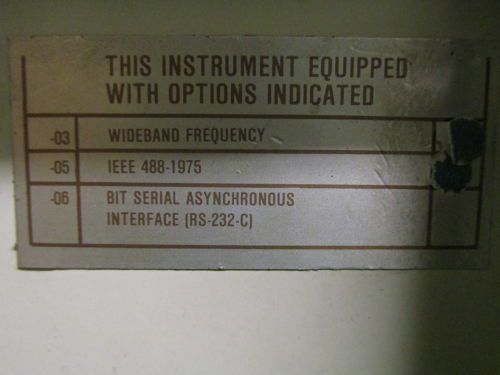 THIS INSTRUMENT EQUIPPED
WITH OPTIONS INDICATED
-03 WIDEBAND FREQUENCY
-05 IEEE 488-1975
-06 BIT SERIAL ASYNCHRONOUS
INTERFACE (RS-232-C)